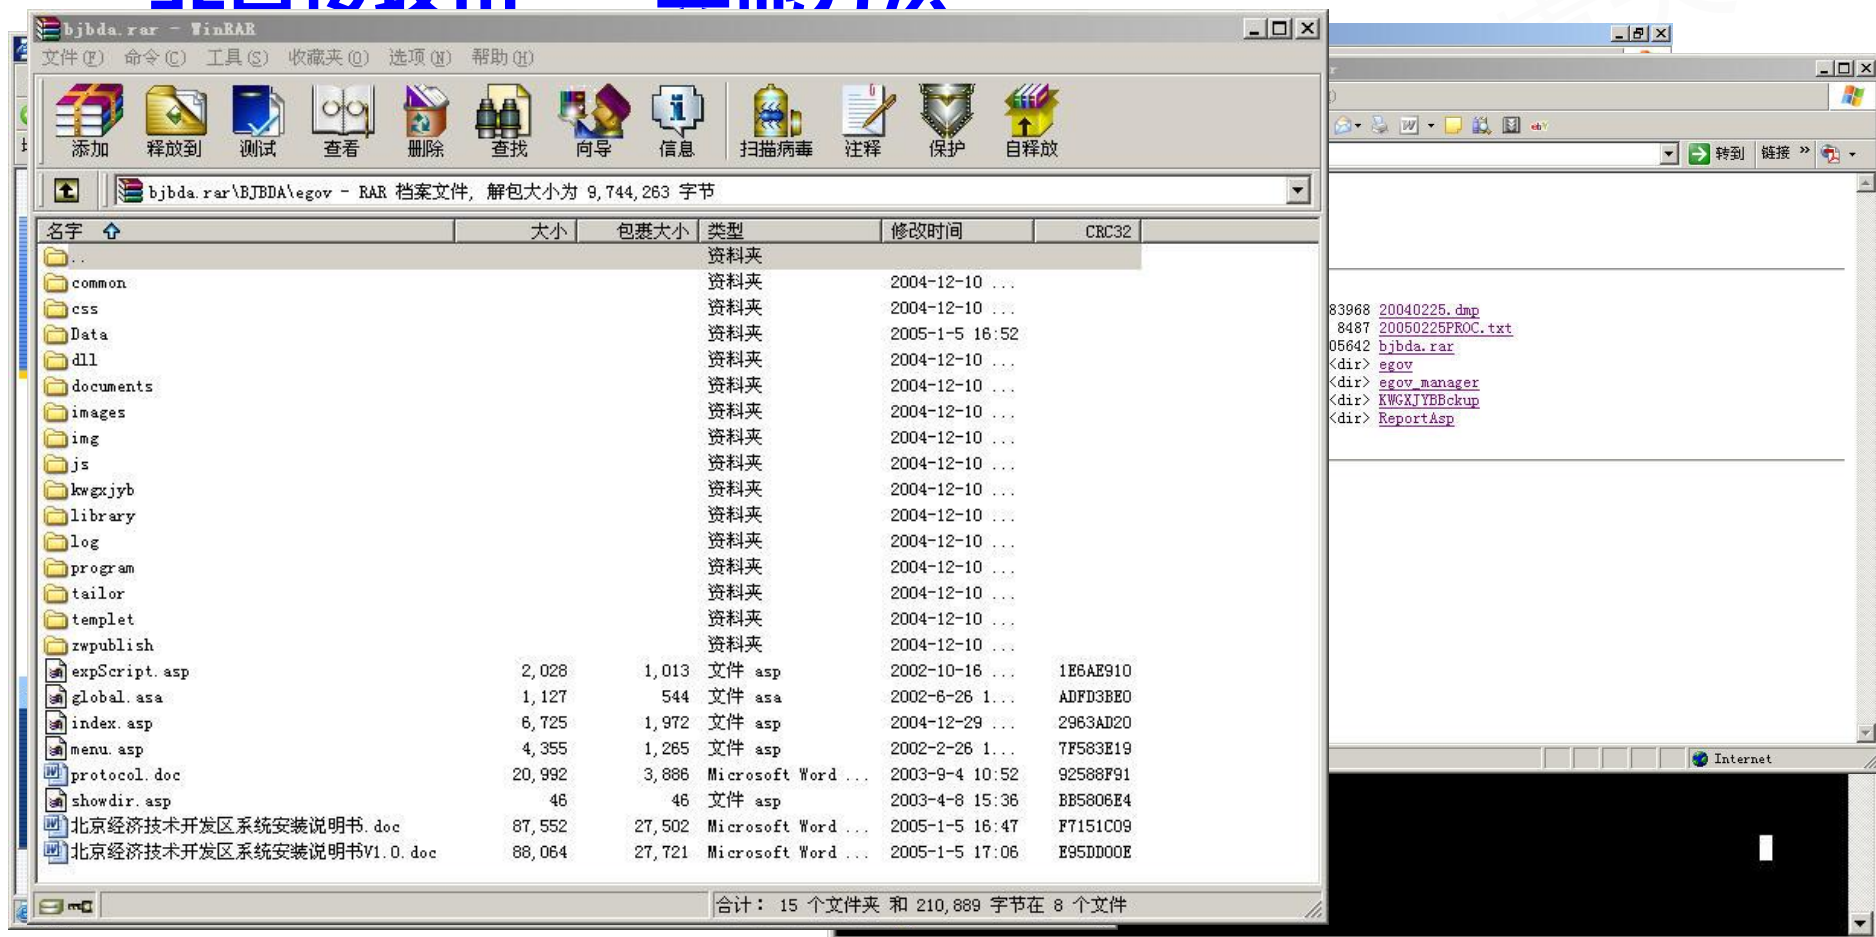 bjbda.rar - WinRAR
文件(F) 命令(C) 工具(S) 收藏夹(O) 选项(N) 帮助(H)
添加 释放到 测试 查看 删除 查找 向导 信息 扫描病毒 注释 保护 自释放
bjbda.rar\BJBDA\egov - RAR 档案文件, 解包大小为 9,744,263 字节
名字 大小 包裹大小 类型 修改时间 CRC32
.. 资料夹
common 资料夹 2004-12-10 ...
css 资料夹 2004-12-10 ...
Data 资料夹 2005-1-5 16:52
dll 资料夹 2004-12-10 ...
documents 资料夹 2004-12-10 ...
images 资料夹 2004-12-10 ...
img 资料夹 2004-12-10 ...
js 资料夹 2004-12-10 ...
kwgxjyb 资料夹 2004-12-10 ...
library 资料夹 2004-12-10 ...
log 资料夹 2004-12-10 ...
program 资料夹 2004-12-10 ...
tailor 资料夹 2004-12-10 ...
templet 资料夹 2004-12-10 ...
zwpublish 资料夹 2004-12-10 ...
expScript.asp 2,028 1,013 文件 asp 2002-10-16 ... 1E6AE910
global.asa 1,127 544 文件 asa 2002-6-26 1... ADFD3BE0
index.asp 6,725 1,972 文件 asp 2004-12-29 ... 2963AD20
menu.asp 4,355 1,265 文件 asp 2002-2-26 1... 7F583E19
protocol.doc 20,992 3,886 Microsoft Word ... 2003-9-4 10:52 92588F91
showdir.asp 46 46 文件 asp 2003-4-8 15:36 BB5806E4
北京经济技术开发区系统安装说明书.doc 87,552 27,502 Microsoft Word ... 2005-1-5 16:47 F7151C09
北京经济技术开发区系统安装说明书V1.0.doc 88,064 27,721 Microsoft Word ... 2005-1-5 17:06 E95DD00E
合计: 15 个文件夹 和 210,889 字节在 8 个文件
转到 链接 »
83968 20040225.dmp
8487 20050225PROC.txt
05642 bjbda.rar
<dir> egov
<dir> egov_manager
<dir> KWGXJYBBckup
<dir> ReportAsp
Internet